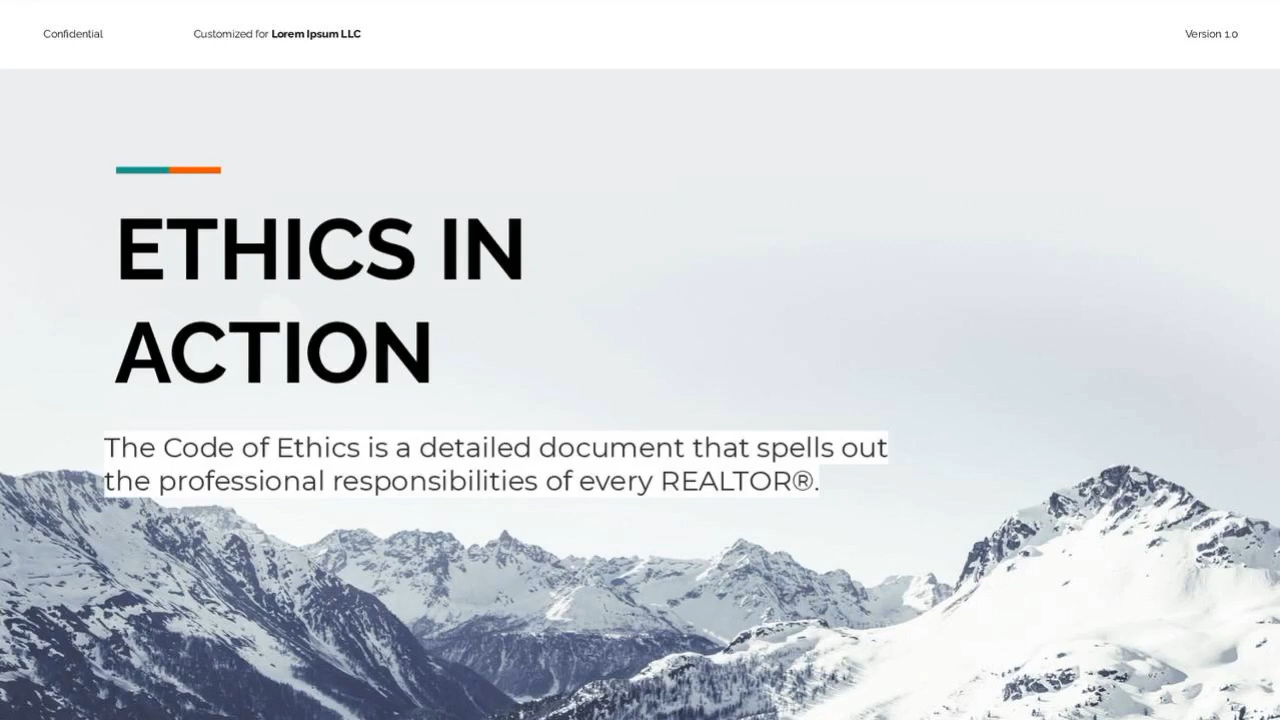 Confidential
Customized for Lorem Ipsum LLC
Version 1.0
ETHICS IN
ACTION
The Code of Ethics is a detailed document that spells out
the professional responsibilities of every REALTOR®.